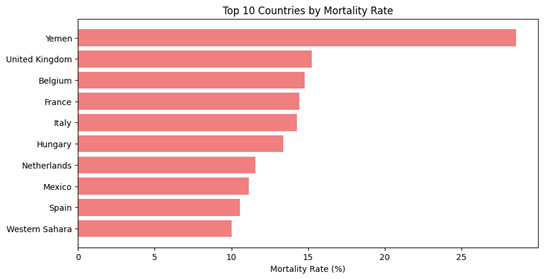 Top 10 Countries by Mortality Rate
Yemen
United Kingdom
Belgium
France
Italy
Hungary
Netherlands
Mexico
Spain
Western Sahara
0 5 10 15 20 25
Mortality Rate (%)